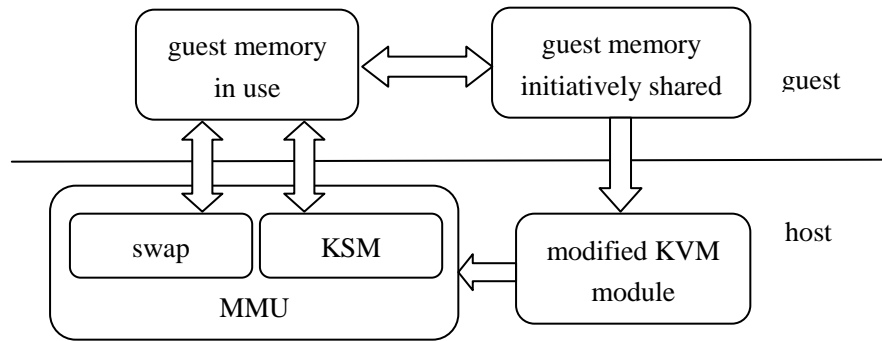 guest memory
in use
guest memory
initiatively shared
guest
swap
KSM
MMU
modified KVM
module
host